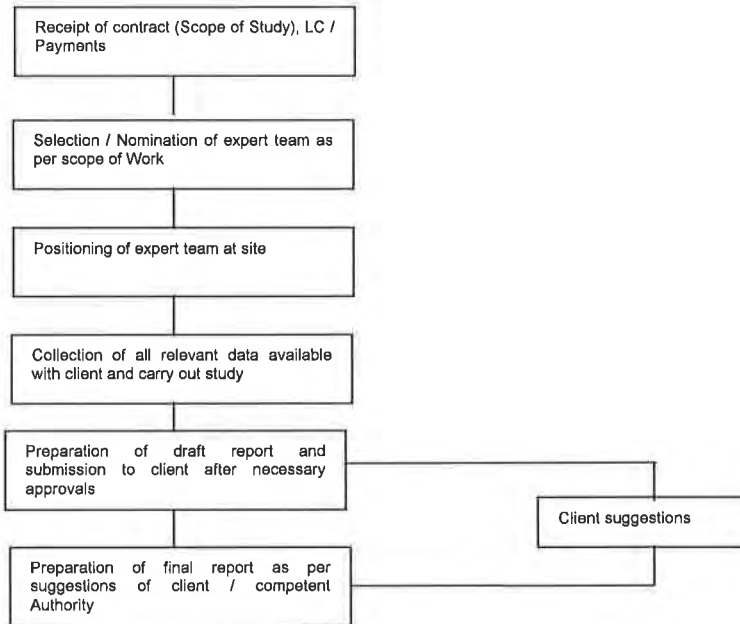 Receipt of contract (Scope of Study), LC /
Payments
Selection / Nomination of expert team as
per scope of Work
Positioning of expert team at site
Collection of all relevant data available
with client and carry out study
Preparation of draft report and
submission to client after necessary
approvals
Client suggestions
Preparation of final report as per
suggestions of client / competent
Authority